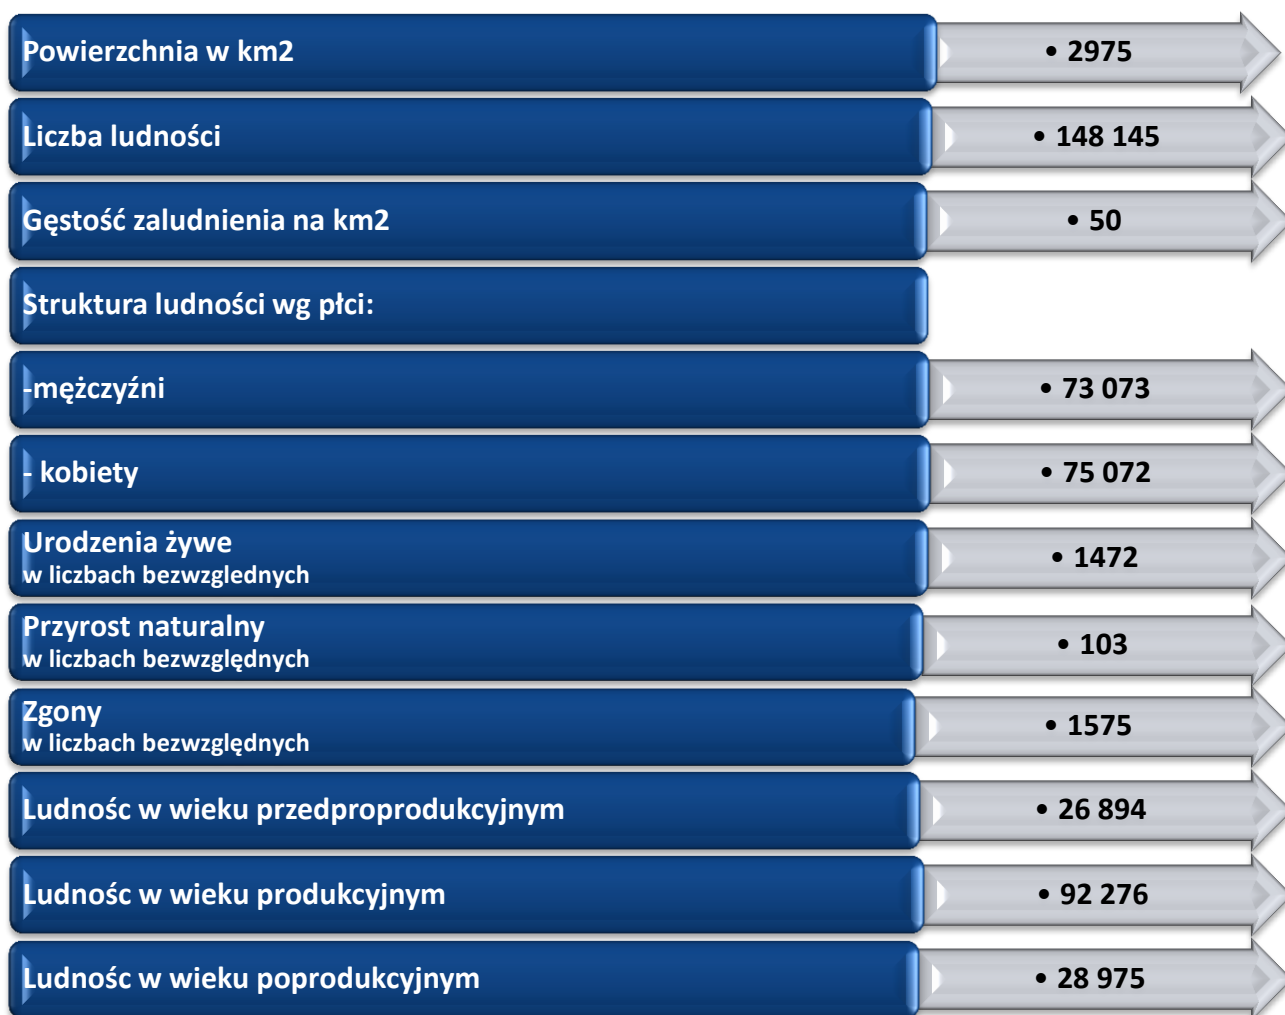 Powierzchnia w km2
• 2975
Liczba ludności
• 148 145
Gęstość zaludnienia na km2
• 50
Struktura ludności wg płci:
-mężczyźni
• 73 073
- kobiety
• 75 072
Urodzenia żywe
w liczbach bezwzglednych
• 1472
Przyrost naturalny
w liczbach bezwzględnych
• 103
Zgony
w liczbach bezwzględnych
• 1575
Ludnośc w wieku przedproprodukcyjnym
• 26 894
Ludnośc w wieku produkcyjnym
• 92 276
Ludnośc w wieku poprodukcyjnym
• 28 975